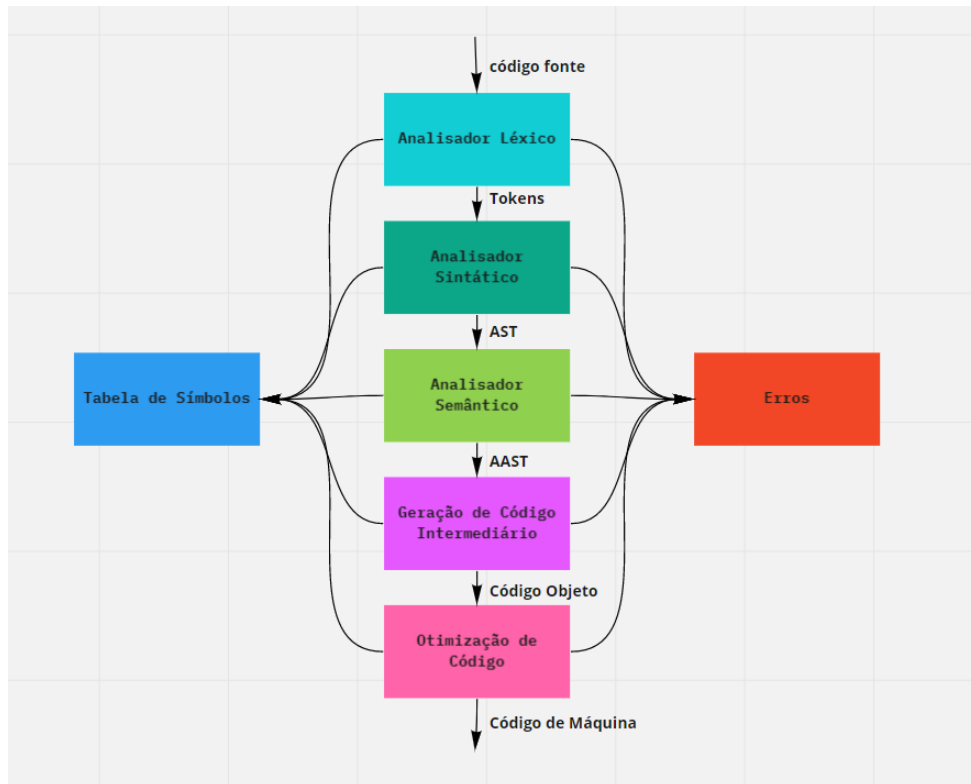 código fonte
Analisador Léxico
Tokens
Analisador
Sintático
AST
Tabela de Símbolos
Analisador
Semântico
Erros
AAST
Geração de Código
Intermediário
Código Objeto
Otimização de
Código
Código de Máquina